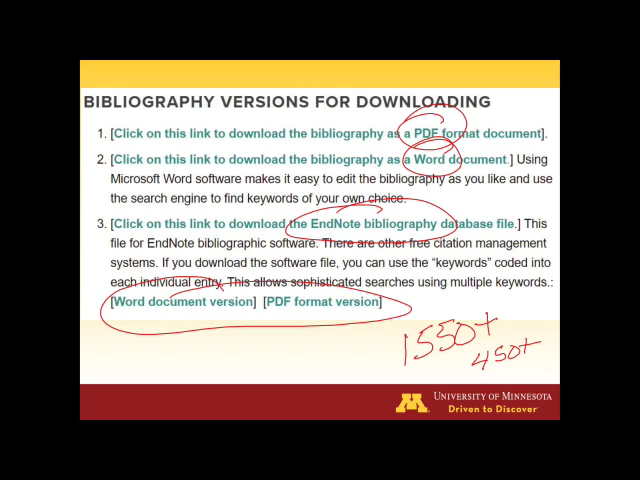 BIBLIOGRAPHY VERSIONS FOR DOWNLOADING
1. [Click on this link to download the bibliography as a PDF format document].
2. [Click on this link to download the bibliography as a Word document.] Using
Microsoft Word software makes it easy to edit the bibliography as you like and use
the search engine to find keywords of your own choice.
3. [Click on this link to download the EndNote bibliography database file.] This
file for EndNote bibliographic software. There are other free citation management
systems. If you download the software file, you can use the “keywords” coded into
each individual entry. This allows sophisticated searches using multiple keywords.:
[Word document version] [PDF format version]
1550+
450+
UNIVERSITY OF MINNESOTA
Driven to Discover